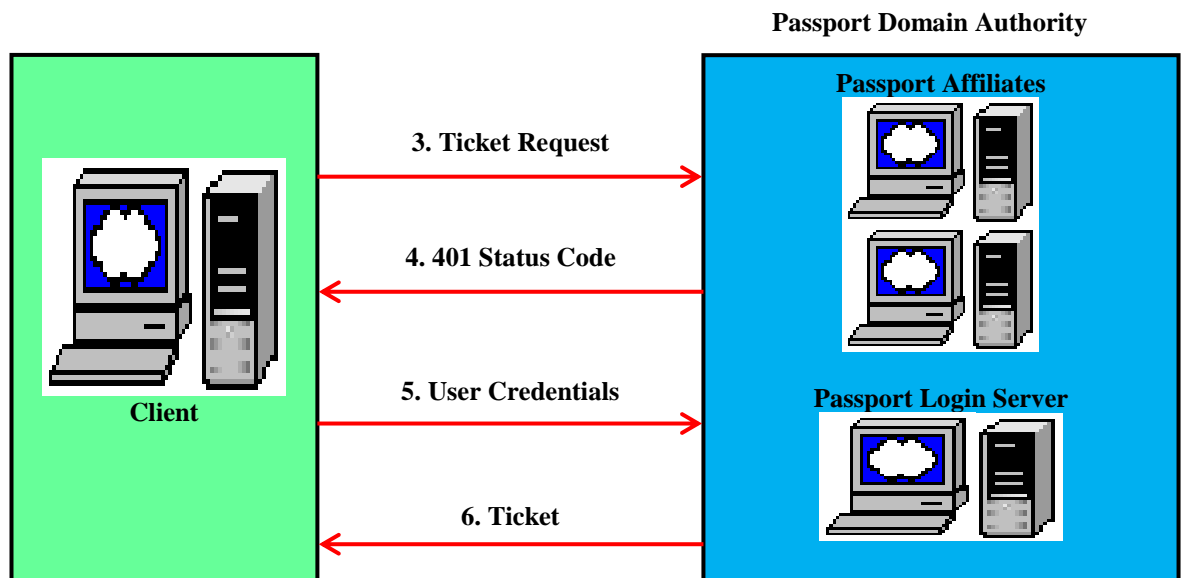 Passport Domain Authority
Passport Affiliates
3. Ticket Request
4. 401 Status Code
5. User Credentials
Client
Passport Login Server
6. Ticket